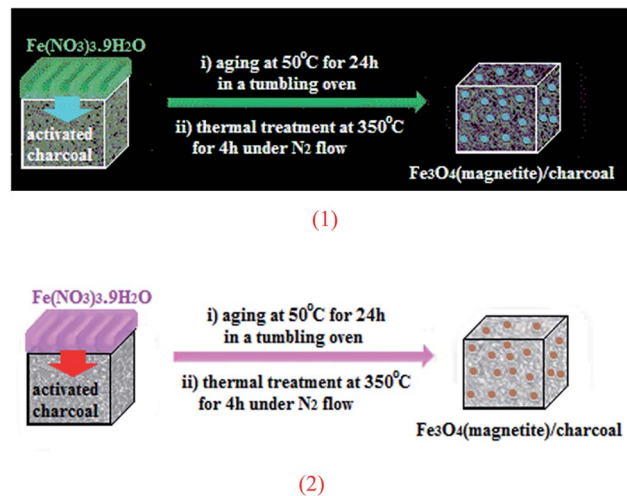 Fe(NO3)3.9H2O
i) aging at 50°C for 24h
in a tumbling oven
activated
charcoal
ii) thermal treatment at 350°C
for 4h under N2 flow
Fe3O4(magnetite)/charcoal
(1)
Fe(NO3)3.9H2O
i) aging at 50°C for 24h
in a tumbling oven
activated
charcoal
ii) thermal treatment at 350°C
for 4h under N2 flow
Fe3O4(magnetite)/charcoal
(2)